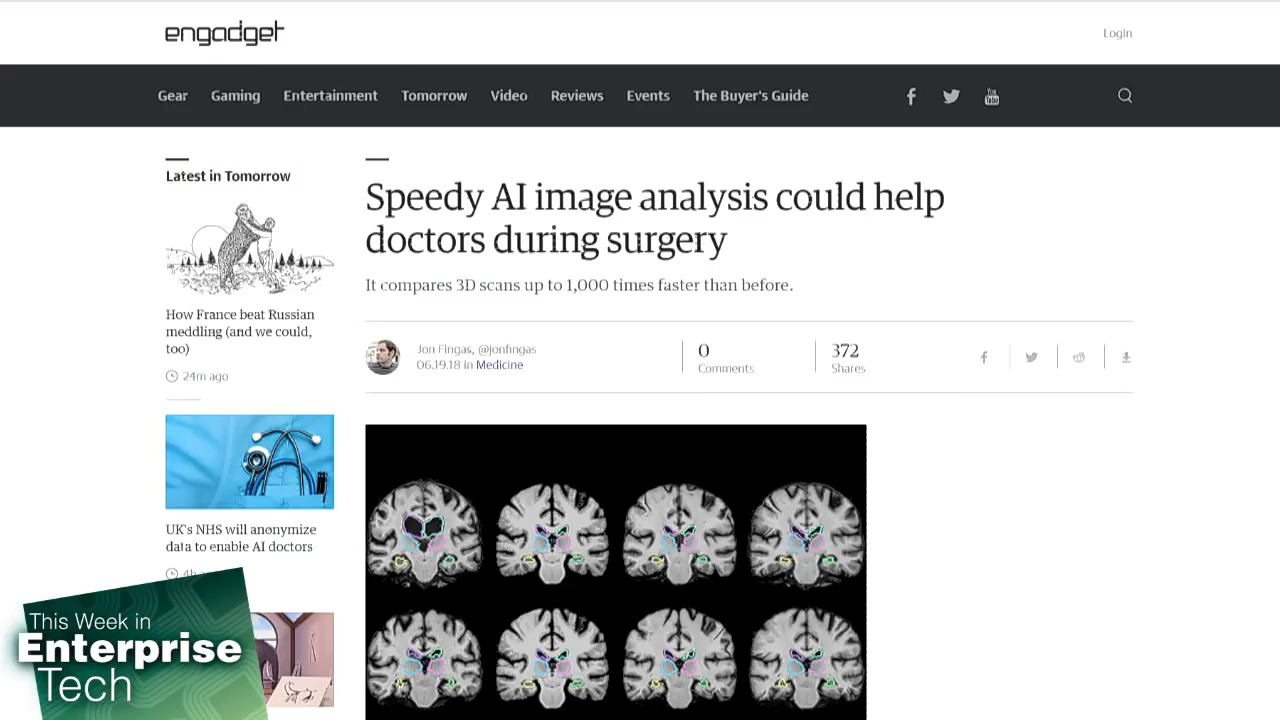 engadget
Login
Gear Gaming Entertainment Tomorrow Video Reviews Events The Buyer's Guide
You Tube
Latest in Tomorrow
How France beat Russian
meddling (and we could,
too)
24m ago
UK's NHS will anonymize
data to enable AI doctors
4h
Speedy AI image analysis could help
doctors during surgery
It compares 3D scans up to 1,000 times faster than before.
Jon Fingas, @jonfingas
06.19.18 in Medicine
0
Comments
372
Shares
This Week in
Enterprise
Tech